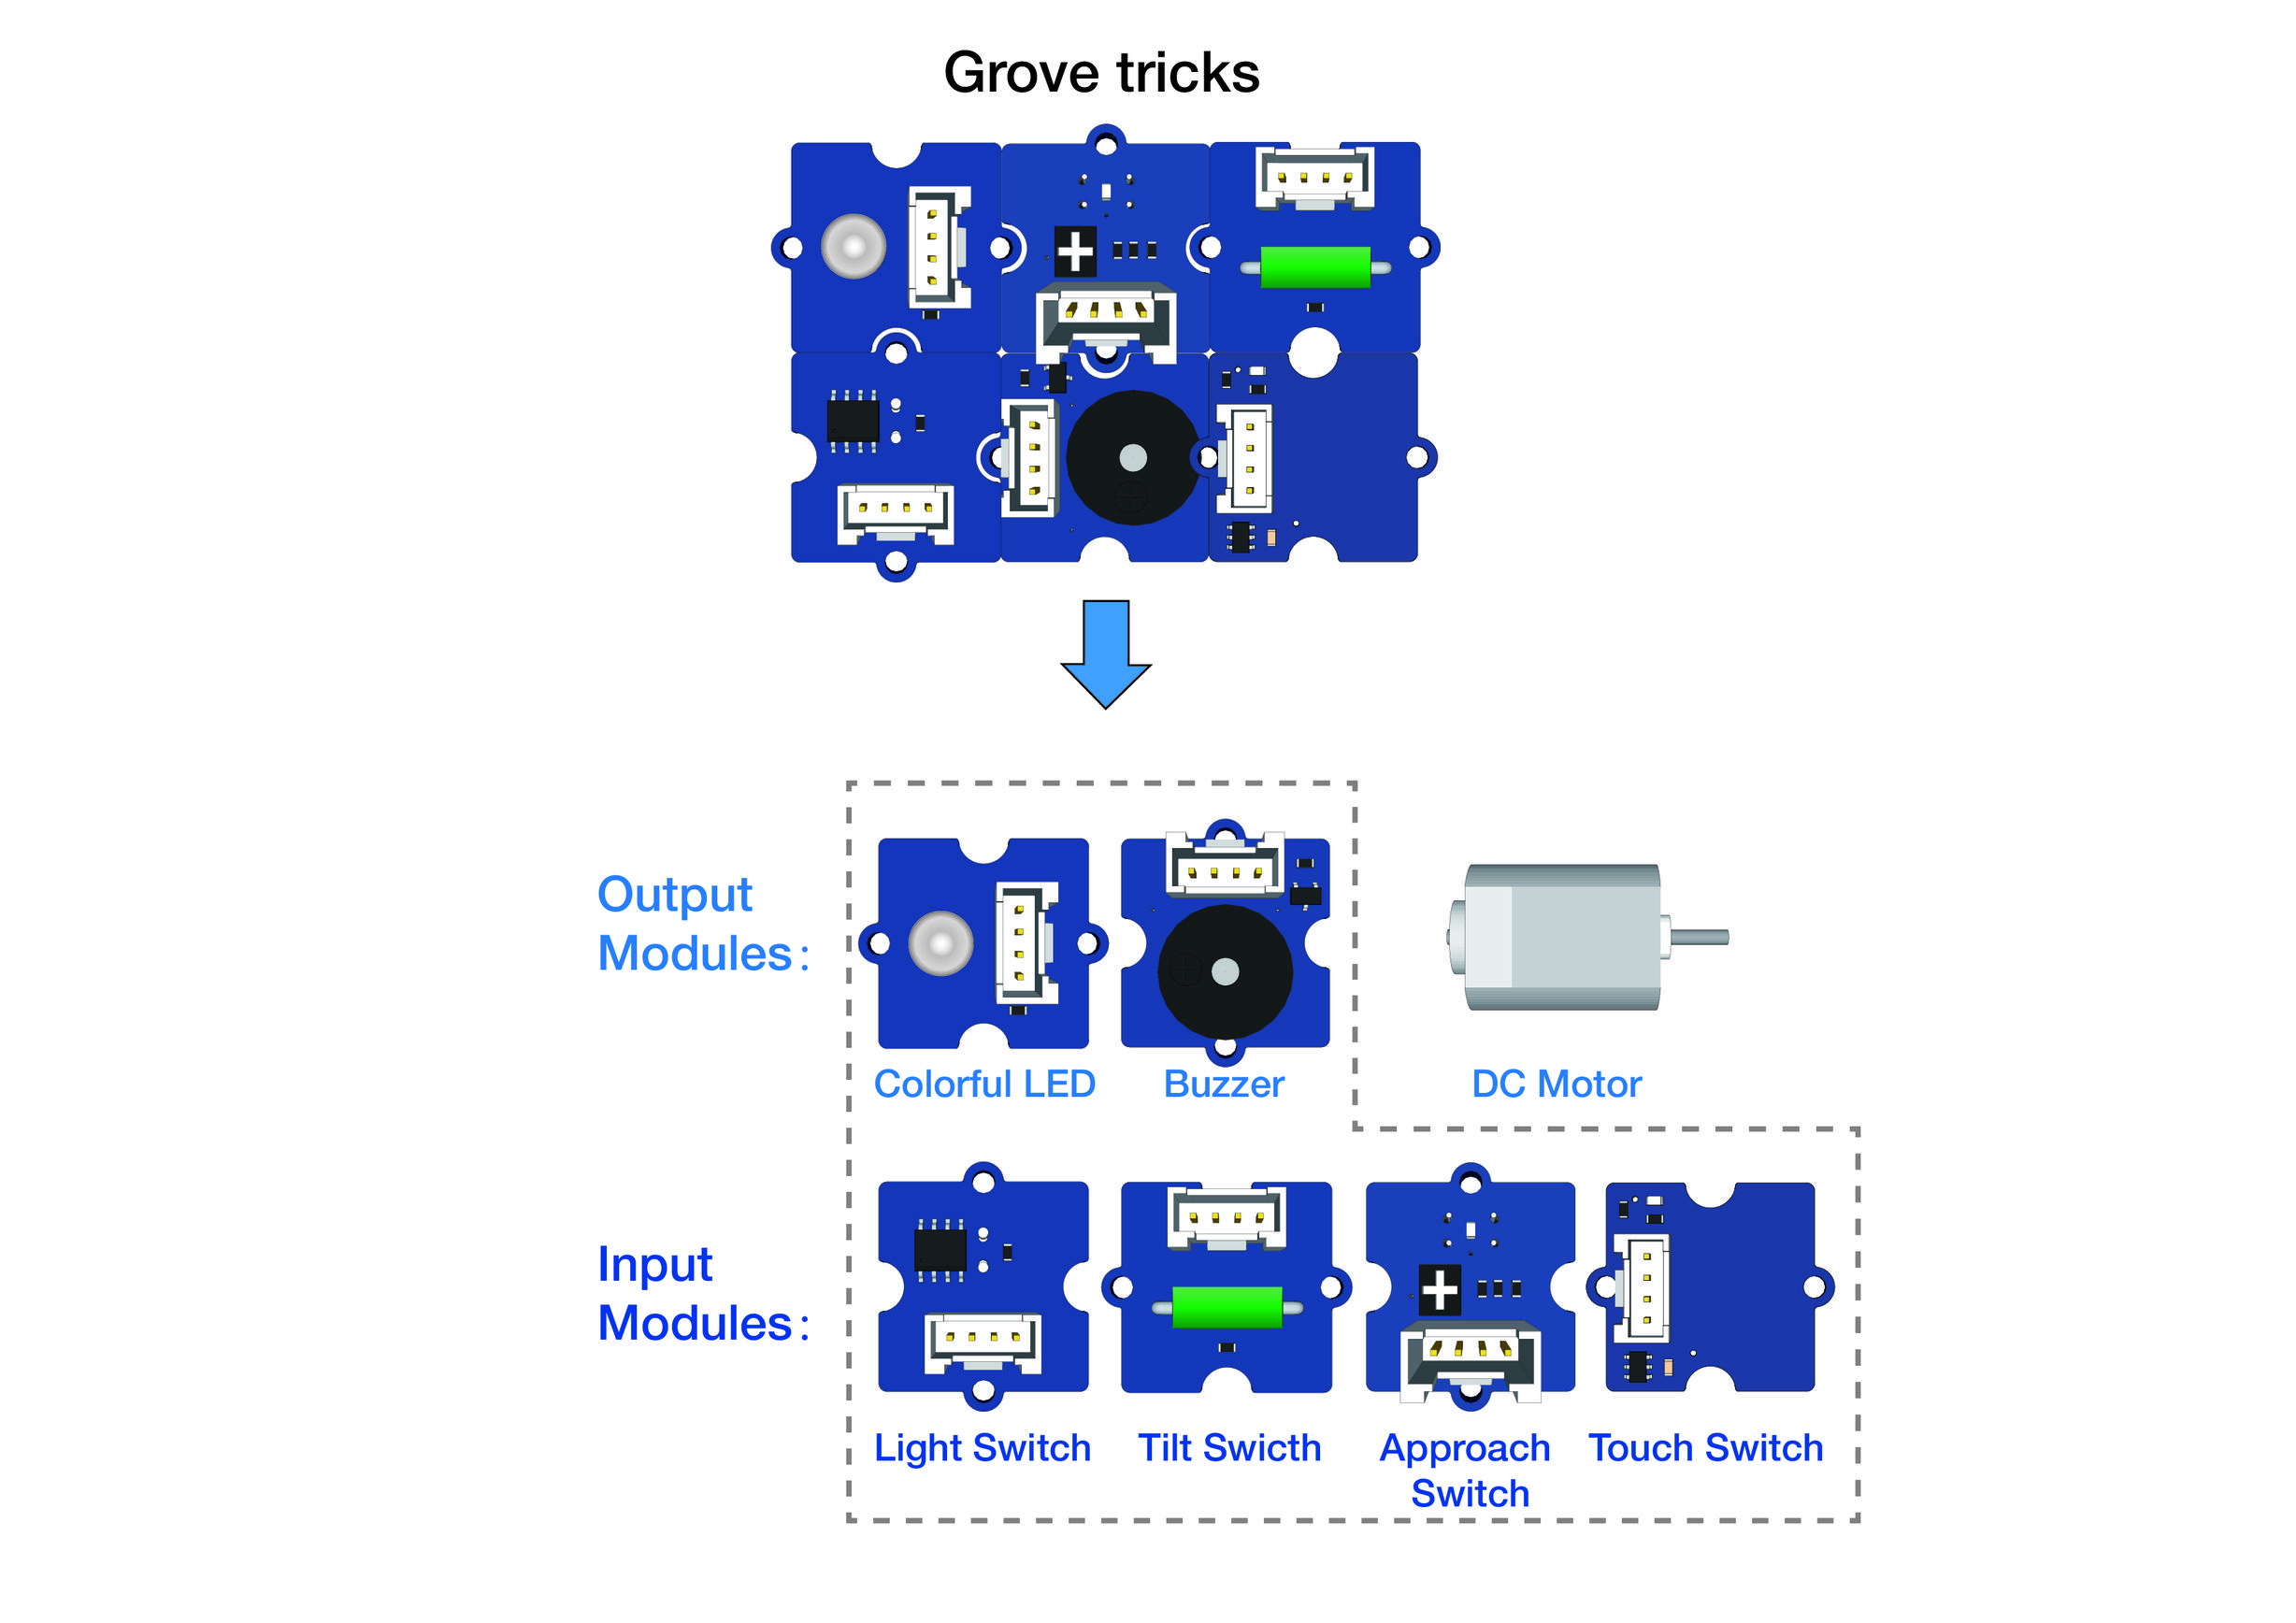 Grove tricks
Output
Modules:
Colorful LED
Buzzer
DC Motor
Input
Modules:
Light Switch
Tilt Swicth
Approach
Switch
Touch Switch